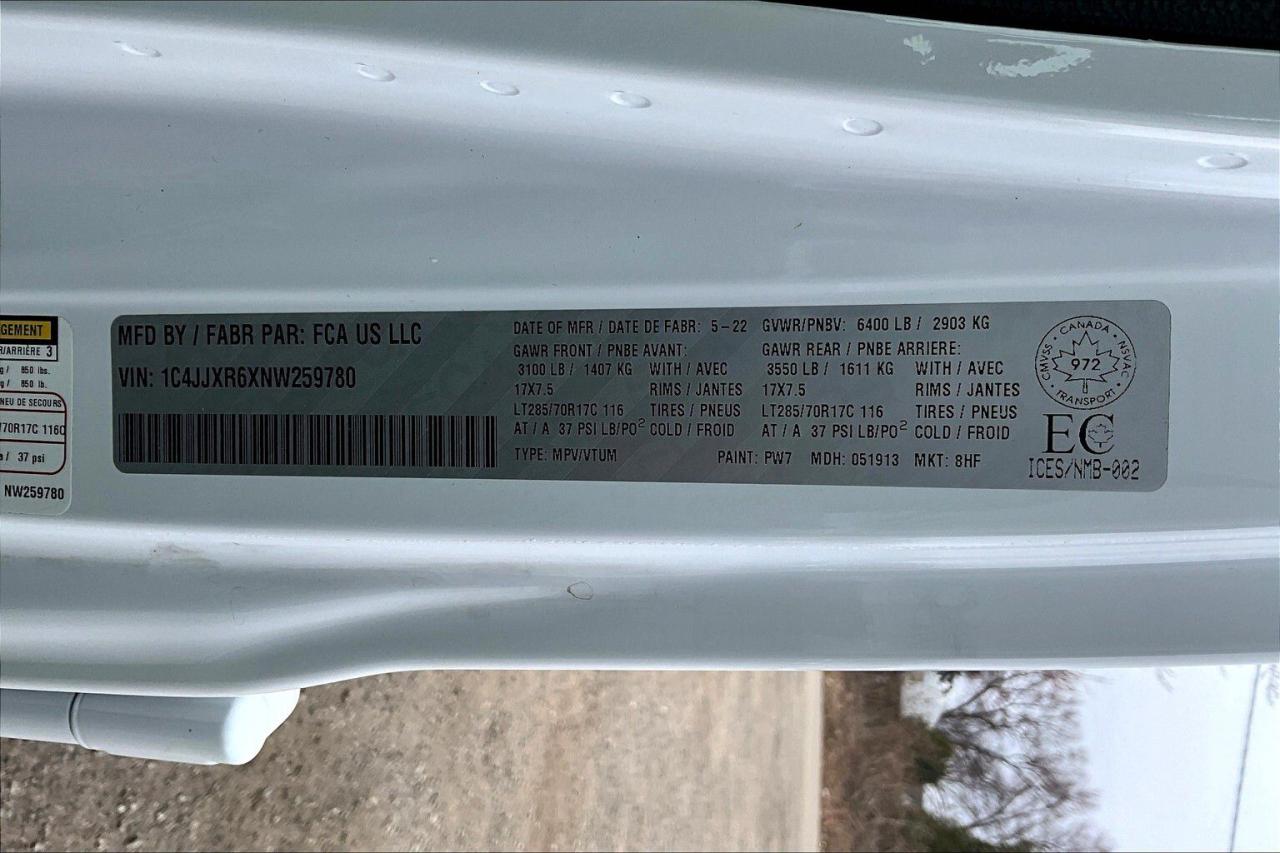 GEMENT
R/ARRIÈRE 3
g / 850 lbs.
g / 850 lb.
NEU DE SECOURS
/70R17C 116Q
a / 37 psi
NW259780
MFD BY / FABR PAR: FCA US LLC
VIN: 1C4JJXR6XNW259780
DATE OF MFR / DATE DE FABR: 5-22 GVWR/PNBV: 6400 LB / 2903 KG
GAWR FRONT / PNBE AVANT: GAWR REAR / PNBE ARRIERE:
3100 LB / 1407 KG WITH / AVEC 3550 LB / 1611 KG WITH / AVEC
17X7.5 RIMS / JANTES 17X7.5 RIMS / JANTES
LT285/70R17C 116 TIRES / PNEUS LT285/70R17C 116 TIRES / PNEUS
AT / A 37 PSI LB/PO² COLD / FROID AT / A 37 PSI LB/PO² COLD / FROID
TYPE: MPV/VTUM PAINT: PW7 MDH: 051913 MKT: 8HF
CANADA
CMVSS NSVAC
972
TRANSPORT
EC
ICES/NMB-002